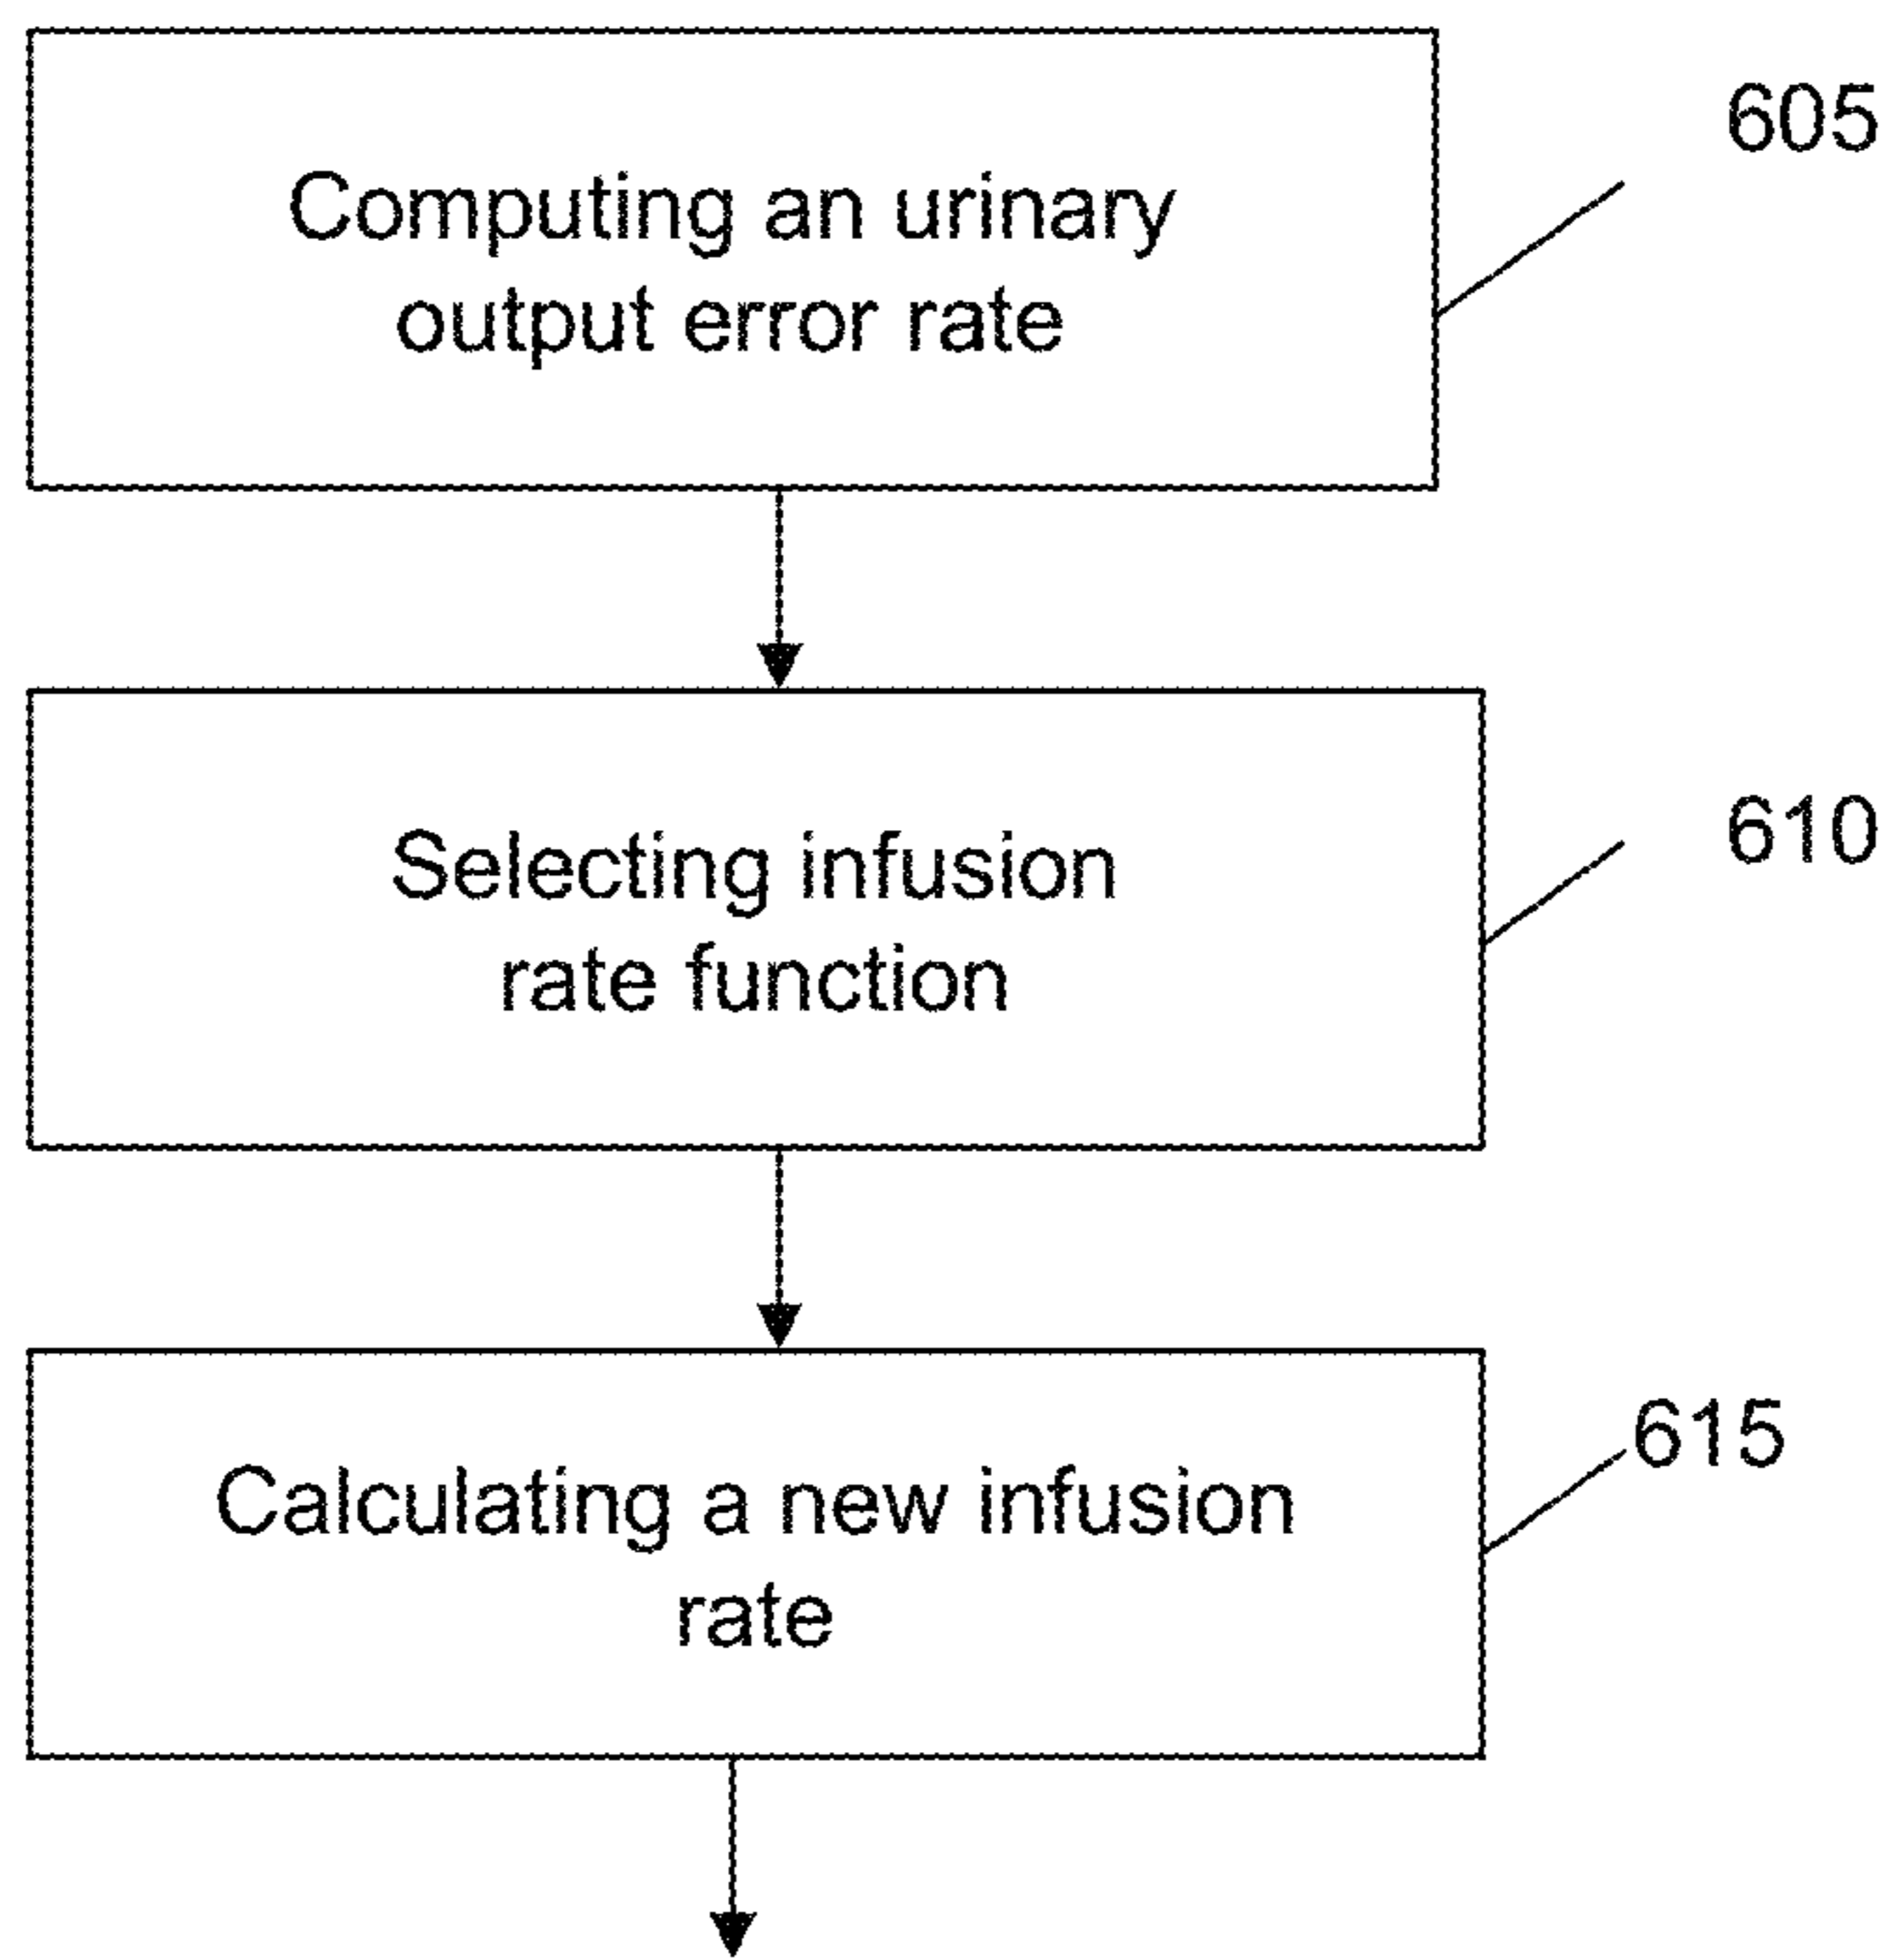 605
Computing an urinary
output error rate
610
Selecting infusion
rate function
615
Calculating a new infusion
rate